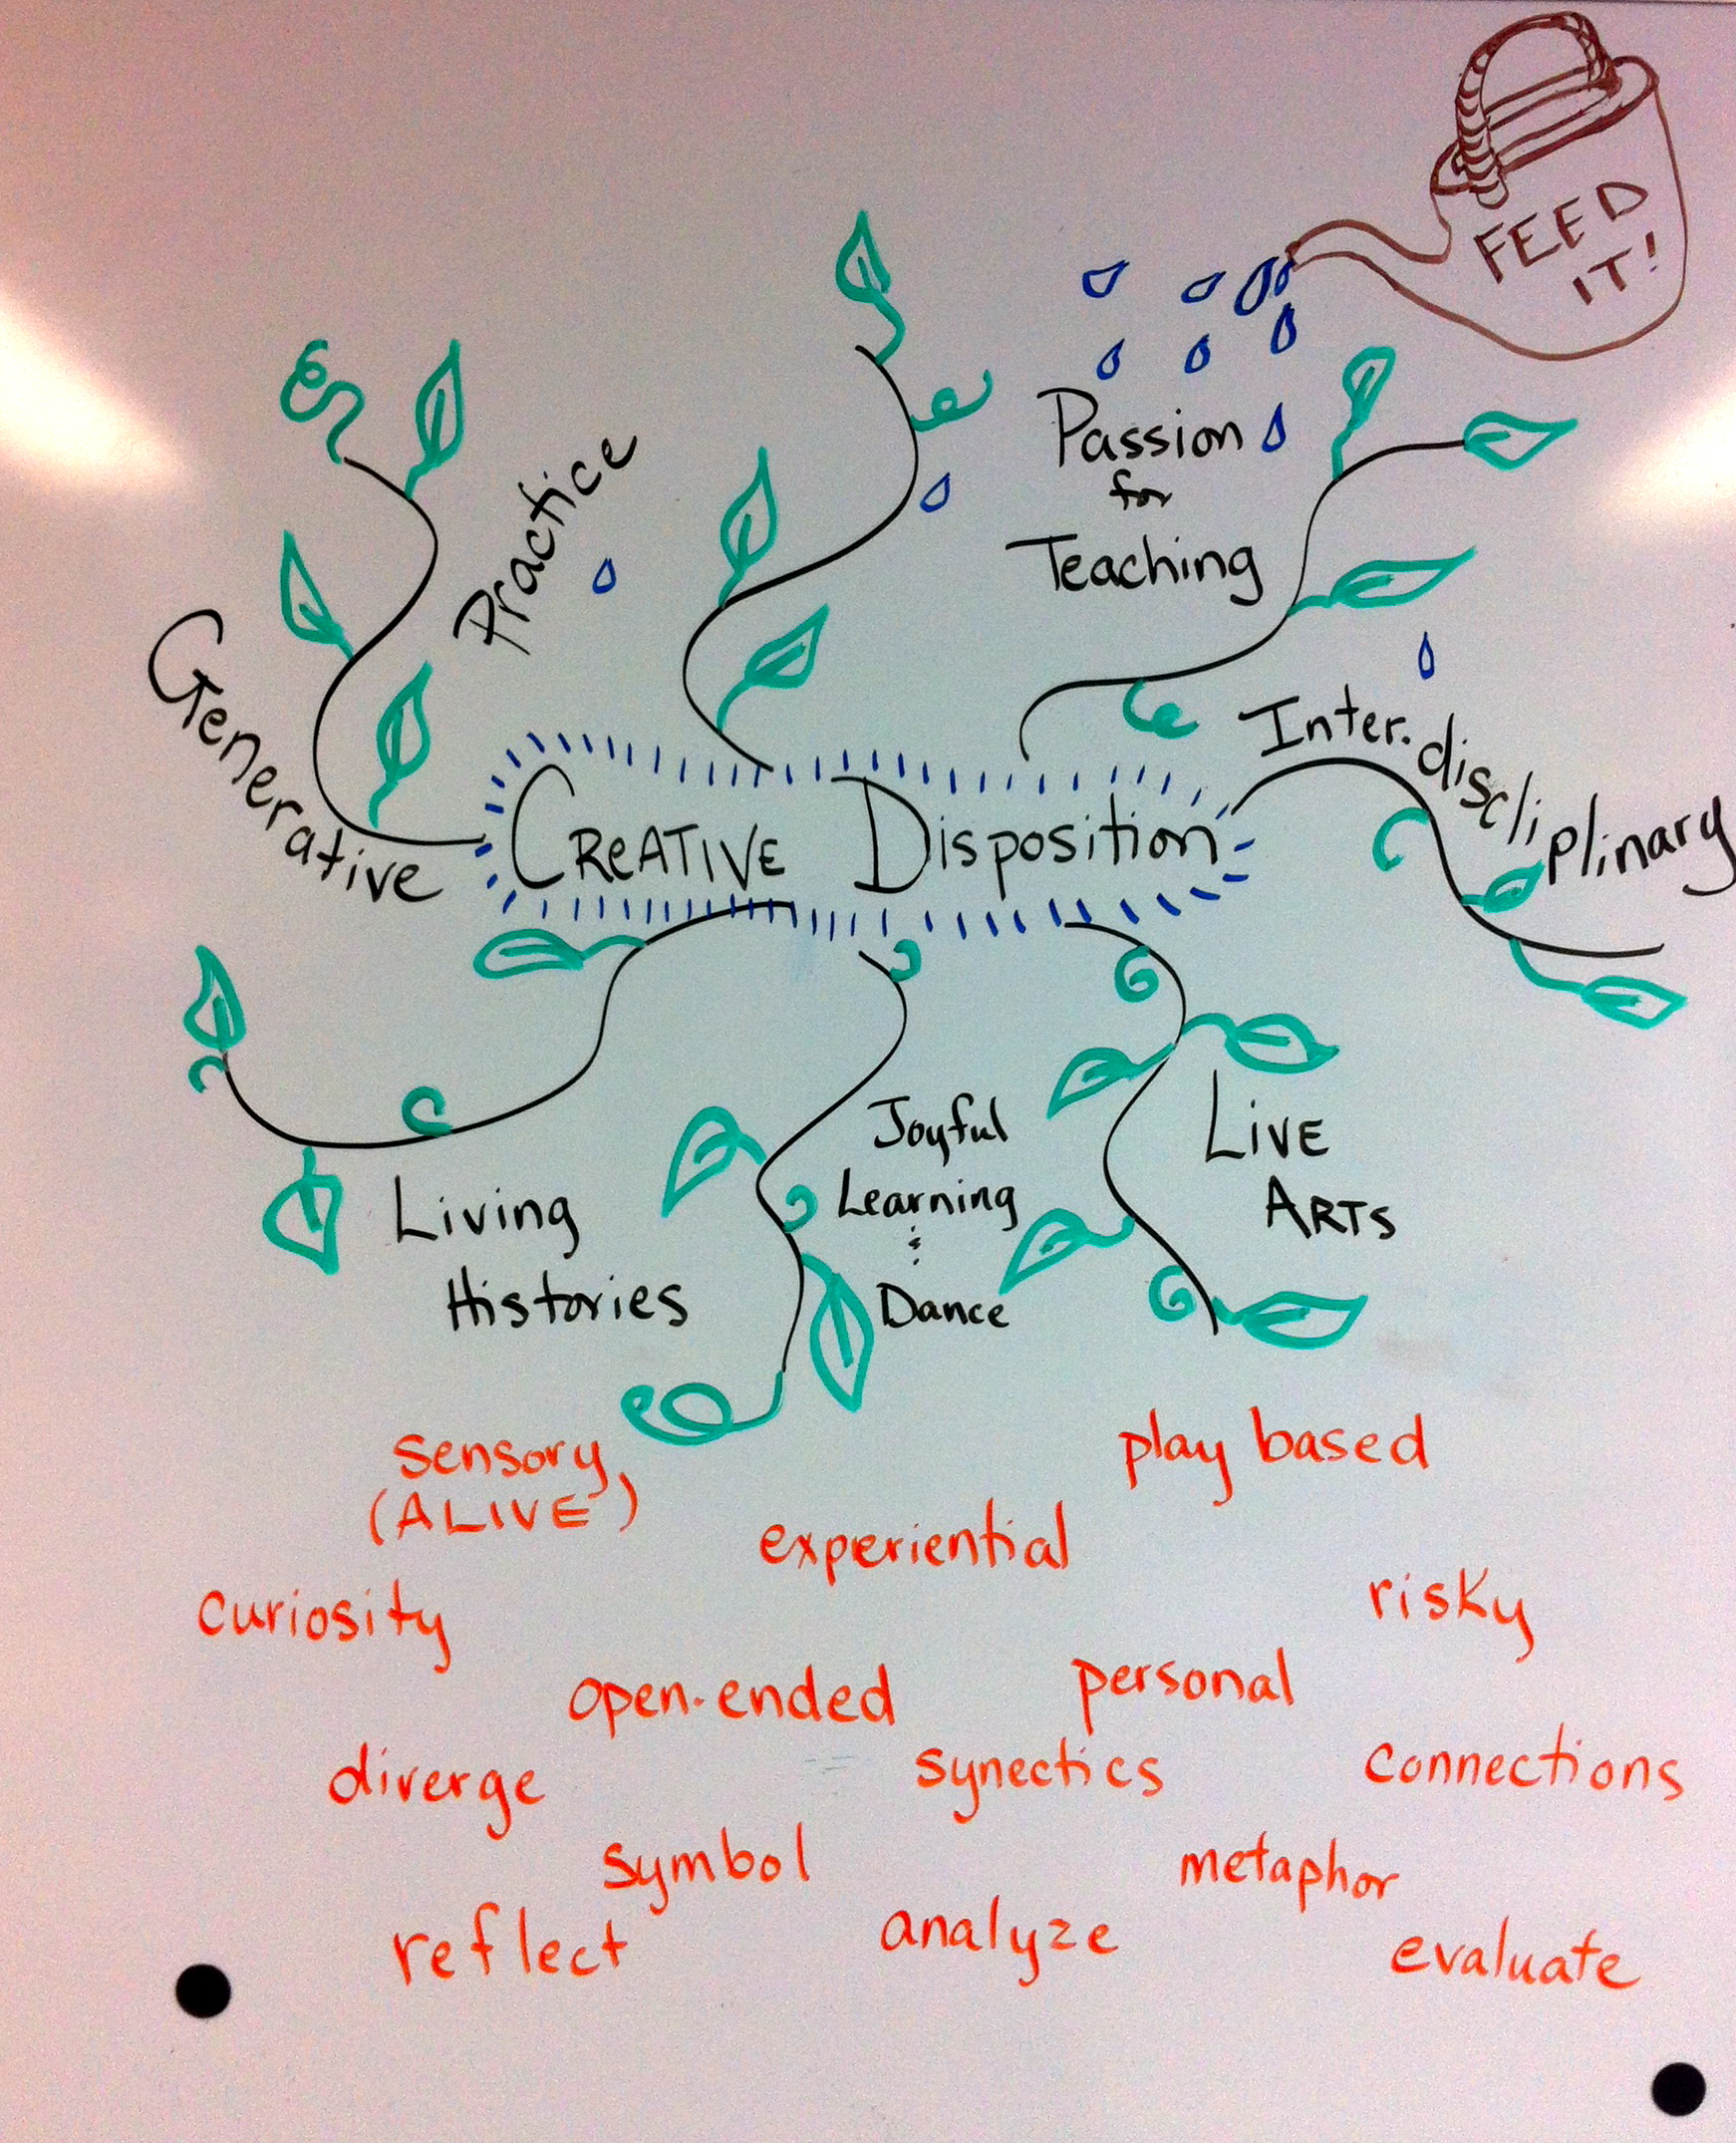 FEED
IT!
Generative
Practice
Passion
for
Teaching
Inter.discliplinary
CREATIVE Disposition
Living
Histories
Joyful
Learning
&
Dance
LIVE
ARTS
sensory,
(ALIVE)
play based
experiential
curiosity
risky
open-ended
personal
diverge
synectics
connections
symbol
metaphor
reflect
analyze
evaluate